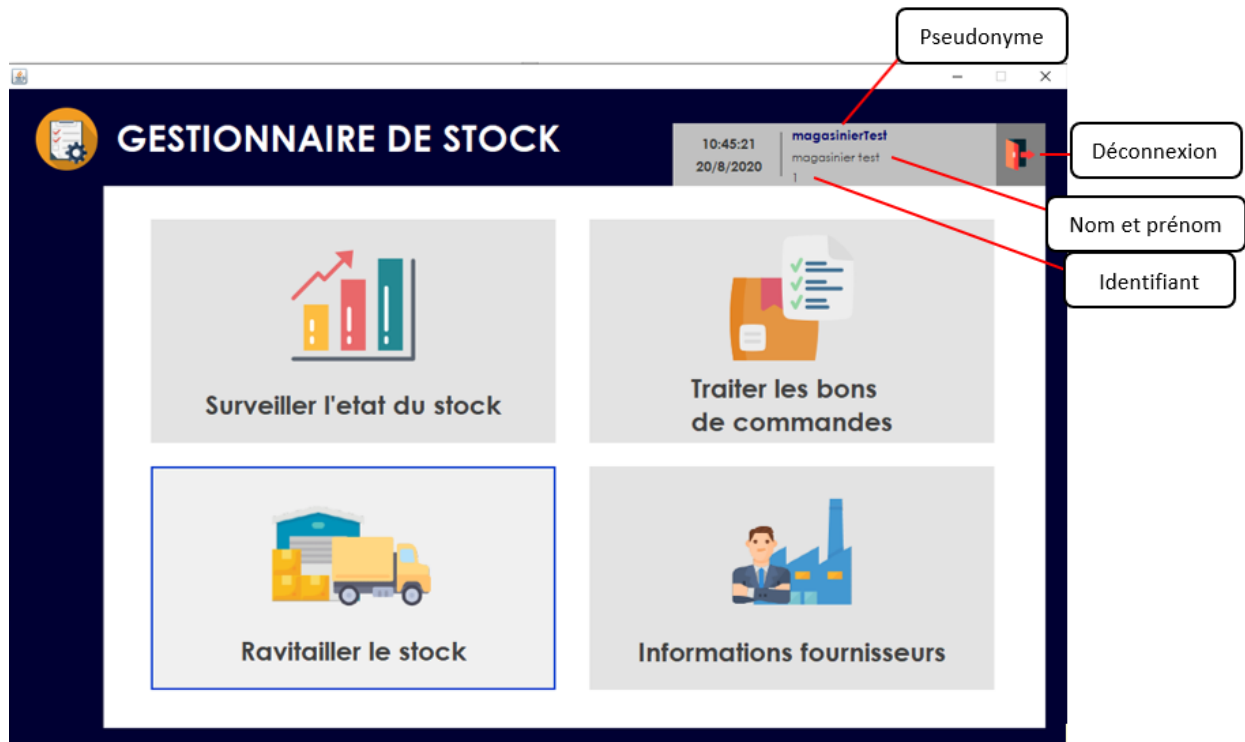 Pseudonyme
GESTIONNAIRE DE STOCK
10:45:21
20/8/2020
magasinierTest
magasinier test
1
Déconnexion
Nom et prénom
Identifiant
Surveiller l'etat du stock
Traiter les bons
de commandes
Ravitailler le stock
Informations fournisseurs